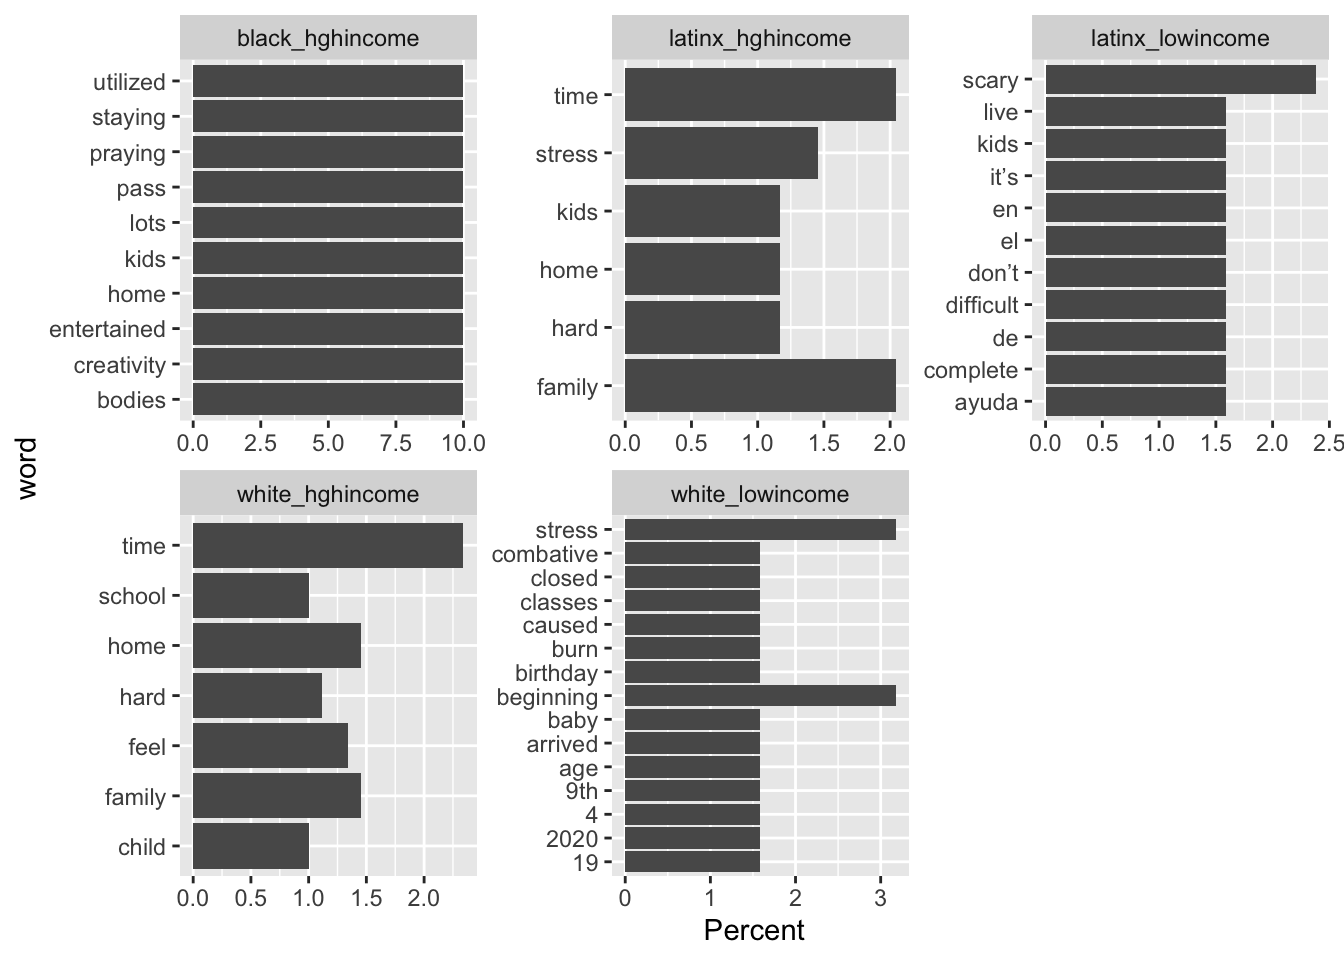 black_hghincome
utilized
staying
praying
pass
lots
kids
home
entertained
creativity
bodies
0.0 2.5 5.0 7.5 10.0
latinx_hghincome
time
stress
kids
home
hard
family
0.0 0.5 1.0 1.5 2.0
latinx_lowincome
scary
live
kids
it’s
en
el
don’t
difficult
de
complete
ayuda
0.0 0.5 1.0 1.5 2.0 2.5
word
white_hghincome
time
school
home
hard
feel
family
child
0.0 0.5 1.0 1.5 2.0
white_lowincome
stress
combative
closed
classes
caused
burn
birthday
beginning
baby
arrived
age
9th
4
2020
19
0 1 2 3
Percent